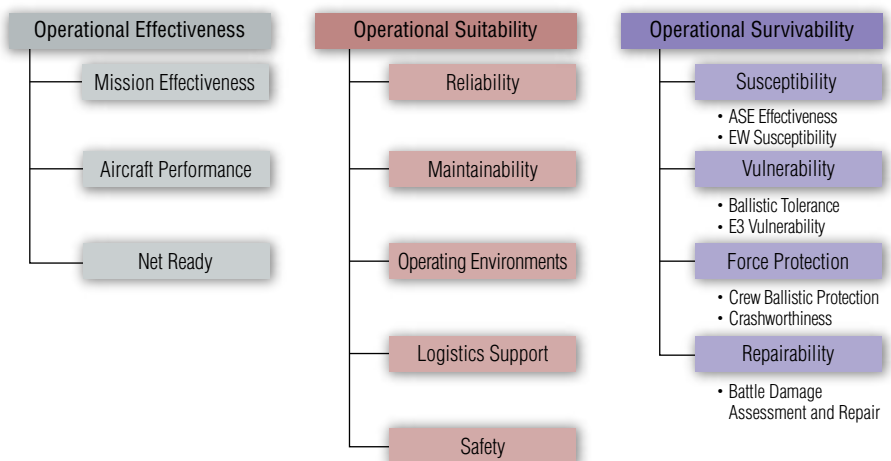 Operational Effectiveness
Mission Effectiveness
Aircraft Performance
Net Ready
Operational Suitability
Reliability
Maintainability
Operating Environments
Logistics Support
Safety
Operational Survivability
Susceptibility
• ASE Effectiveness
• EW Susceptibility
Vulnerability
• Ballistic Tolerance
• E3 Vulnerability
Force Protection
• Crew Ballistic Protection
• Crashworthiness
Repairability
• Battle Damage
Assessment and Repair